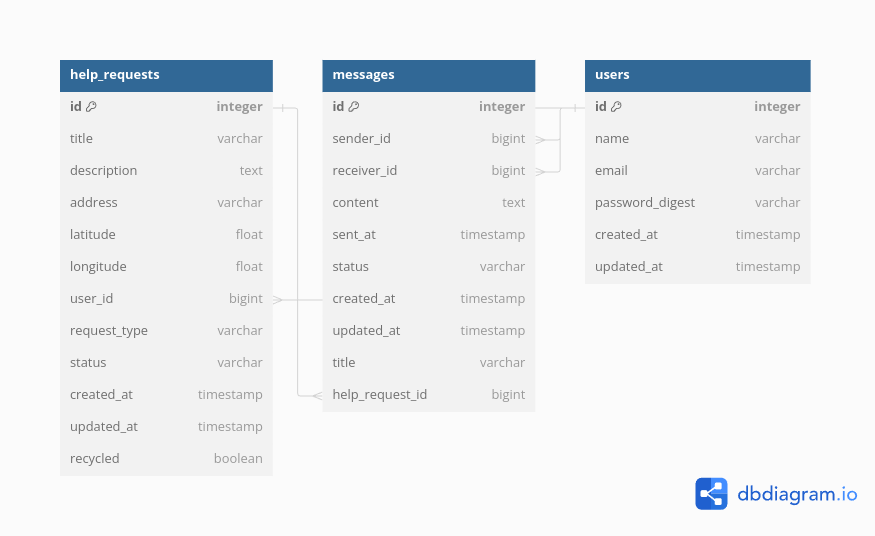 help_requests
id integer
title varchar
description text
address varchar
latitude float
longitude float
user_id bigint
request_type varchar
status varchar
created_at timestamp
updated_at timestamp
recycled boolean
messages
id integer
sender_id bigint
receiver_id bigint
content text
sent_at timestamp
status varchar
created_at timestamp
updated_at timestamp
title varchar
help_request_id bigint
users
id integer
name varchar
email varchar
password_digest varchar
created_at timestamp
updated_at timestamp
dbdiagram.io